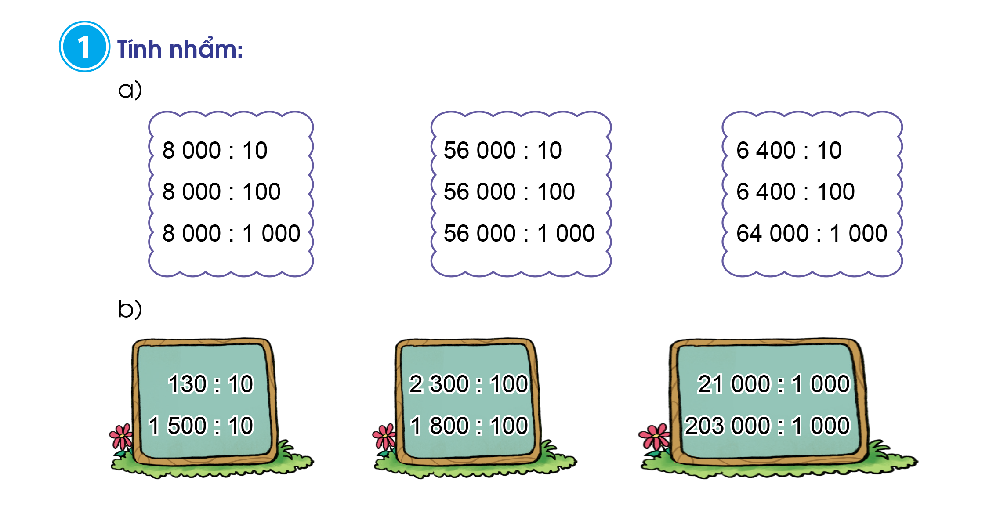 1 Tính nhẩm:
a)
8 000 : 10
8 000 : 100
8 000 : 1 000
56 000 : 10
56 000 : 100
56 000 : 1 000
6 400 : 10
6 400 : 100
64 000 : 1 000
b)
130 : 10
1 500 : 10
2 300 : 100
1 800 : 100
21 000 : 1 000
203 000 : 1 000